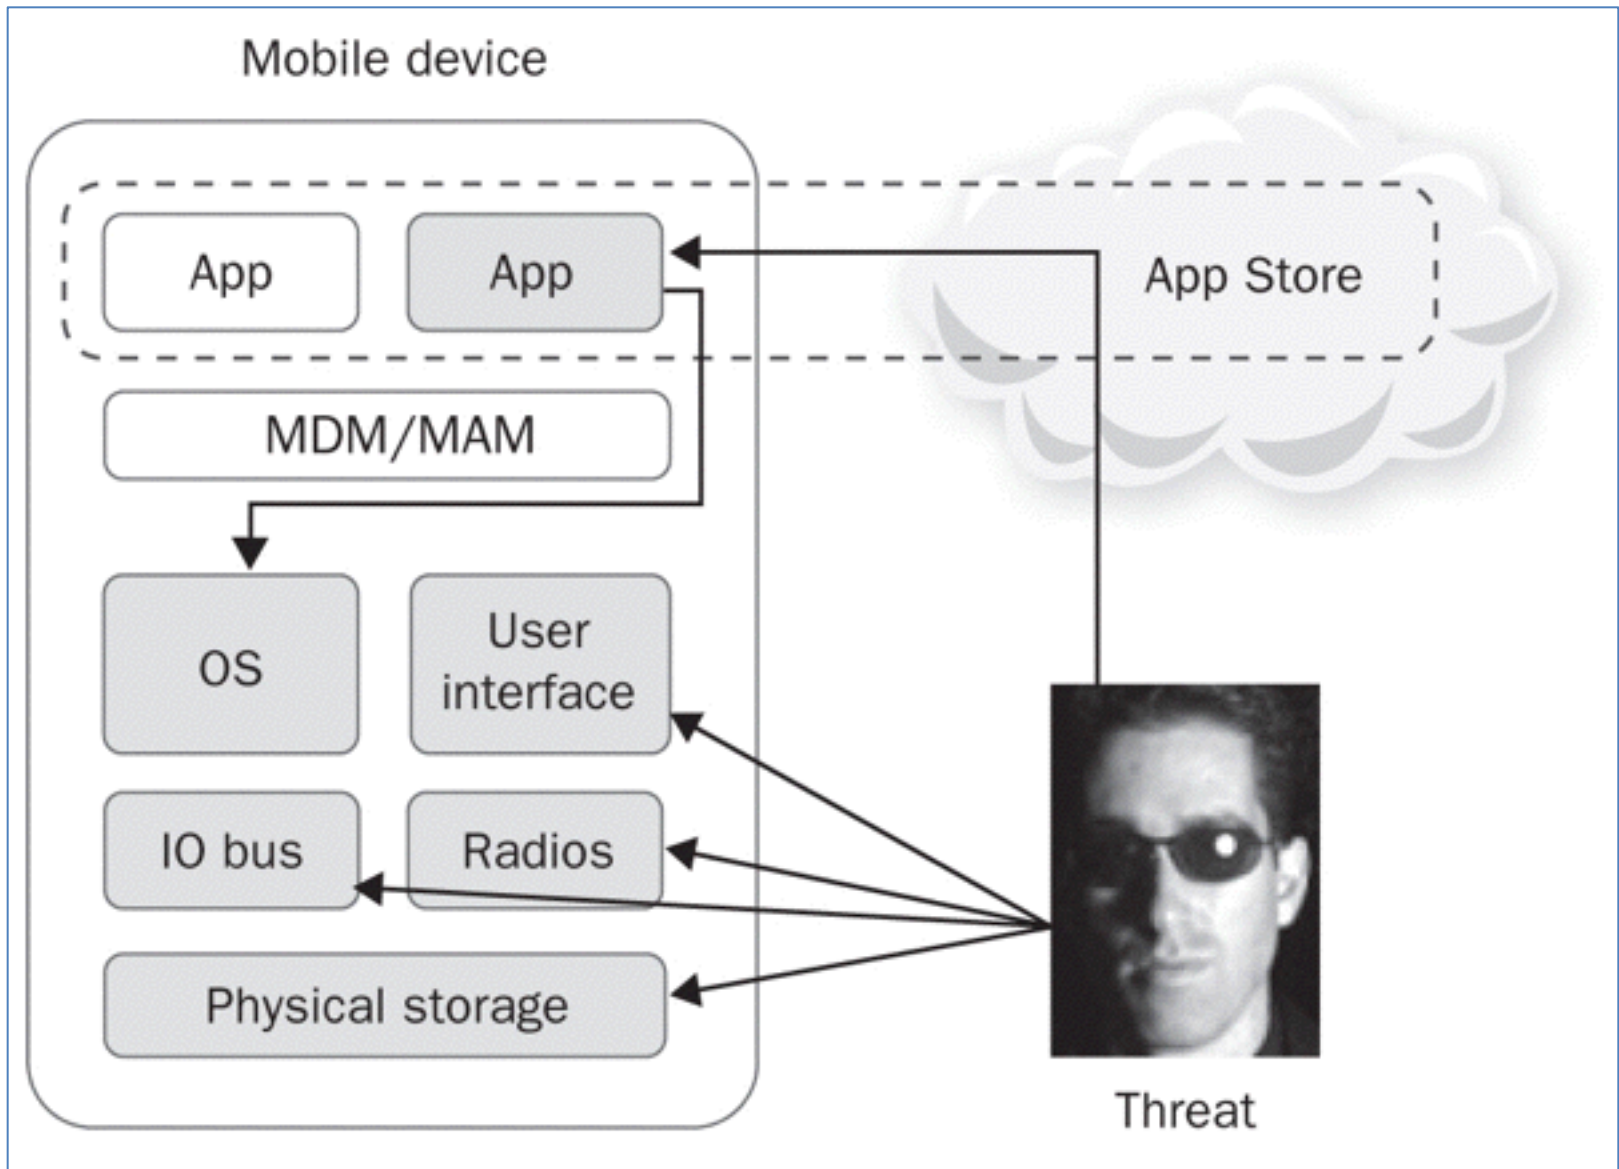 Mobile device
App
App
App Store
MDM/MAM
OS
User
interface
IO bus
Radios
Physical storage
Threat